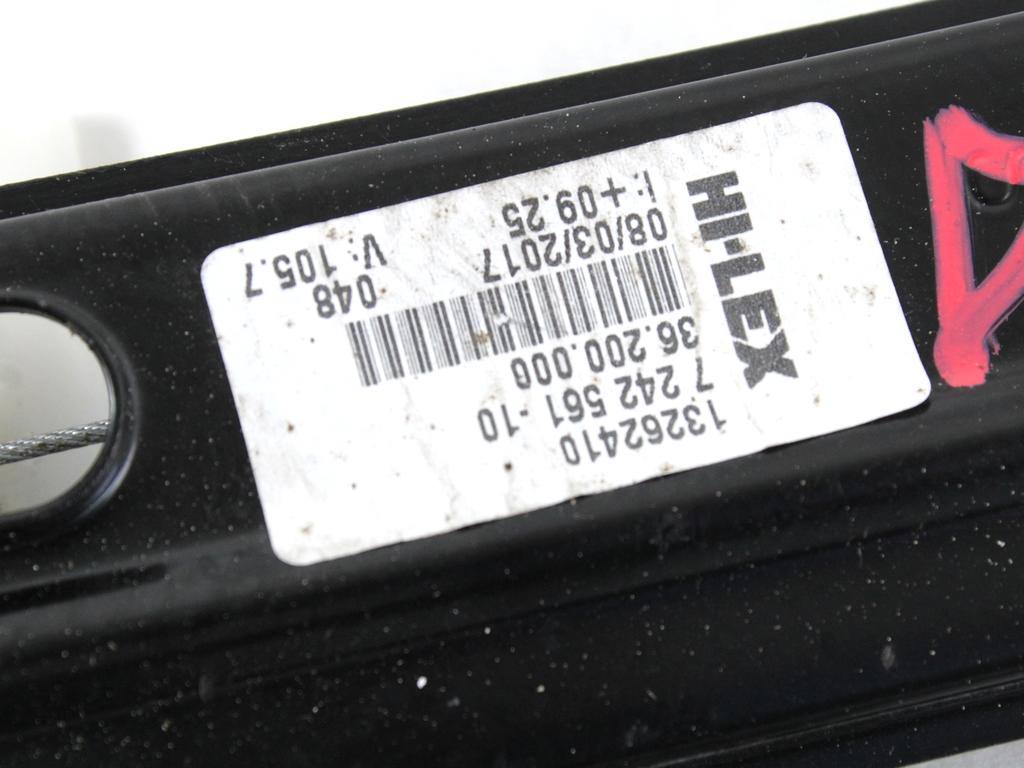 HI-LEX
13262410
7 242 561 -10
36.200.000
08/03/2017 048
I: +09.25 V: 105.7